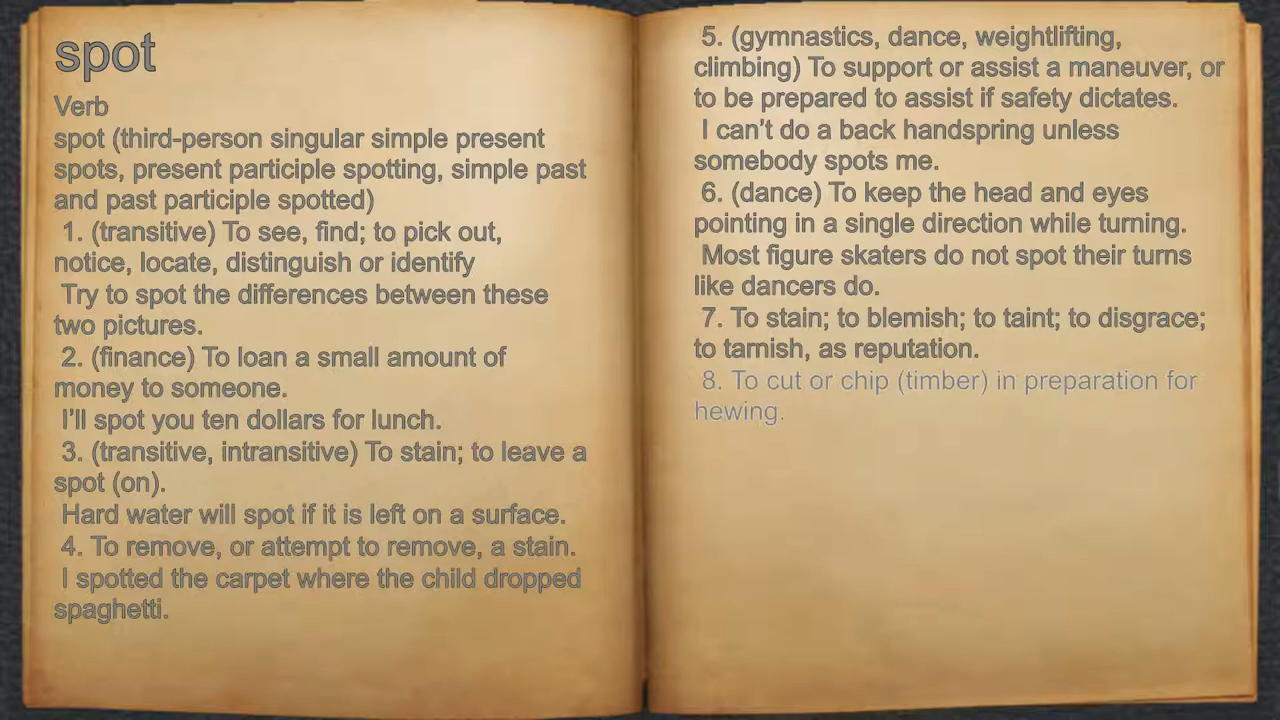 spot
Verb
spot (third-person singular simple present
spots, present participle spotting, simple past
and past participle spotted)
1. (transitive) To see, find; to pick out,
notice, locate, distinguish or identify
Try to spot the differences between these
two pictures.
2. (finance) To loan a small amount of
money to someone.
I’ll spot you ten dollars for lunch.
3. (transitive, intransitive) To stain; to leave a
spot (on).
Hard water will spot if it is left on a surface.
4. To remove, or attempt to remove, a stain.
I spotted the carpet where the child dropped
spaghetti.
5. (gymnastics, dance, weightlifting,
climbing) To support or assist a maneuver, or
to be prepared to assist if safety dictates.
I can’t do a back handspring unless
somebody spots me.
6. (dance) To keep the head and eyes
pointing in a single direction while turning.
Most figure skaters do not spot their turns
like dancers do.
7. To stain; to blemish; to taint; to disgrace;
to tarnish, as reputation.
8. To cut or chip (timber) in preparation for
hewing.